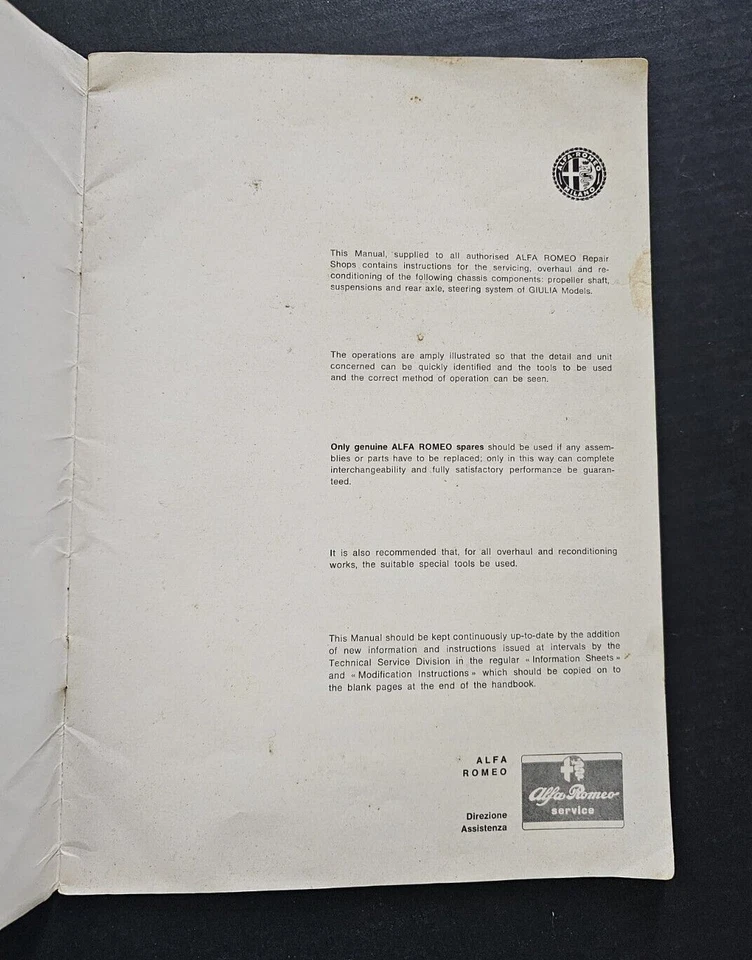 ALFA-ROMEO
MILANO
This Manual, supplied to all authorised ALFA ROMEO Repair
Shops contains instructions for the servicing, overhaul and re-
conditioning of the following chassis components: propeller shaft,
suspensions and rear axle, steering system of GIULIA Models.
The operations are amply illustrated so that the detail and unit
concerned can be quickly identified and the tools to be used
and the correct method of operation can be seen.
Only genuine ALFA ROMEO spares should be used if any assem-
blies or parts have to be replaced; only in this way can complete
interchangeability and fully satisfactory performance be guaran-
teed.
It is also recommended that, for all overhaul and reconditioning
works, the suitable special tools be used.
This Manual should be kept continuously up-to-date by the addition
of new information and instructions issued at intervals by the
Technical Service Division in the regular «Information Sheets»
and «Modification Instructions» which should be copied on to
the blank pages at the end of the handbook.
ALFA
ROMEO
Direzione
Assistenza
Alfa Romeo
service